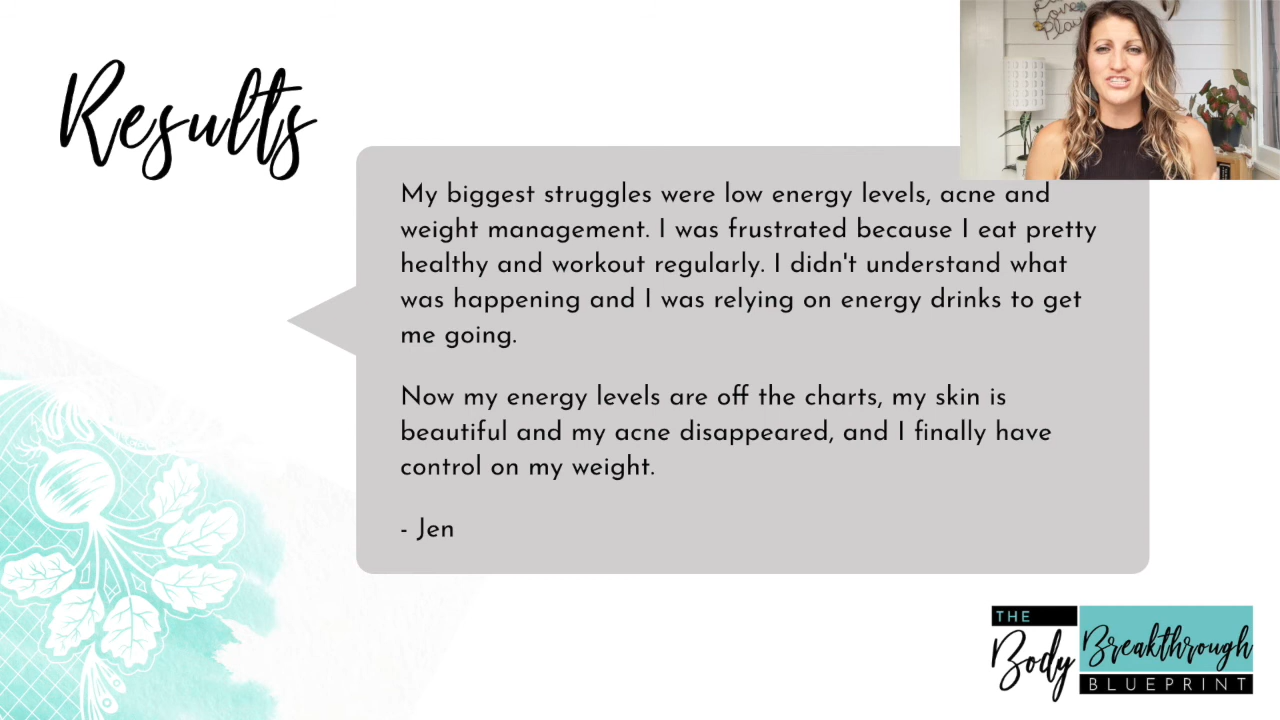 Results
My biggest struggles were low energy levels, acne and
weight management. I was frustrated because I eat pretty
healthy and workout regularly. I didn't understand what
was happening and I was relying on energy drinks to get
me going.
Now my energy levels are off the charts, my skin is
beautiful and my acne disappeared, and I finally have
control on my weight.
- Jen
THE
Body Breakthrough
BLUEPRINT